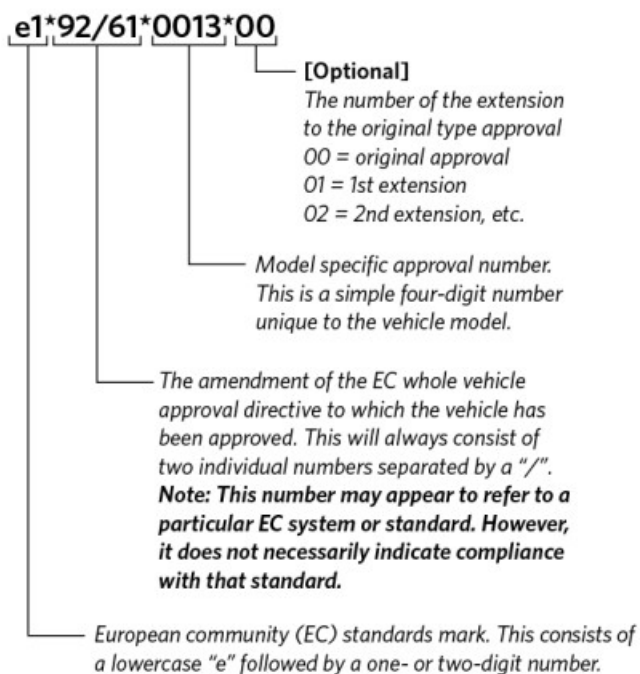 e1*92/61*0013*00
[Optional]
The number of the extension
to the original type approval
00 = original approval
01 = 1st extension
02 = 2nd extension, etc.
Model specific approval number.
This is a simple four-digit number
unique to the vehicle model.
The amendment of the EC whole vehicle
approval directive to which the vehicle has
been approved. This will always consist of
two individual numbers separated by a “/”.
Note: This number may appear to refer to a
particular EC system or standard. However,
it does not necessarily indicate compliance
with that standard.
European community (EC) standards mark. This consists of
a lowercase “e” followed by a one- or two-digit number.